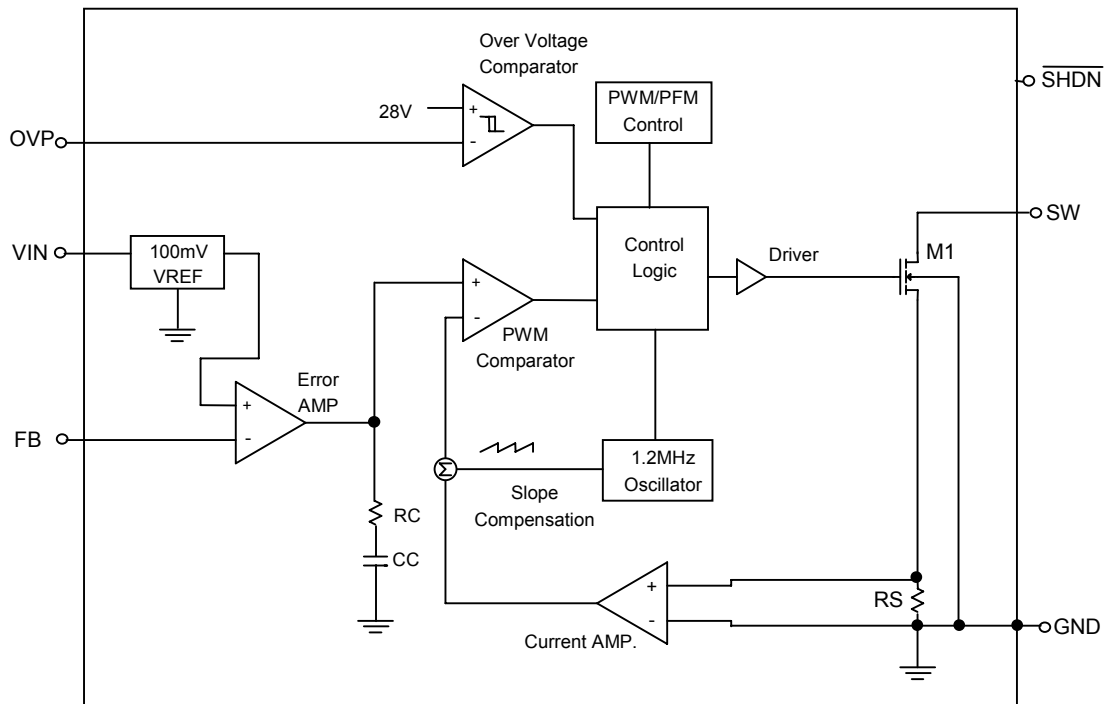 Over Voltage
Comparator
SHDN
PWM/PFM
Control
28V
+
-
OVP
SW
VIN
100mV
VREF
Control
Logic
Driver
M1
+
-
PWM
Comparator
Error
AMP
+
-
FB
Σ
1.2MHz
Oscillator
Slope
Compensation
RC
CC
+
-
RS
Current AMP.
GND